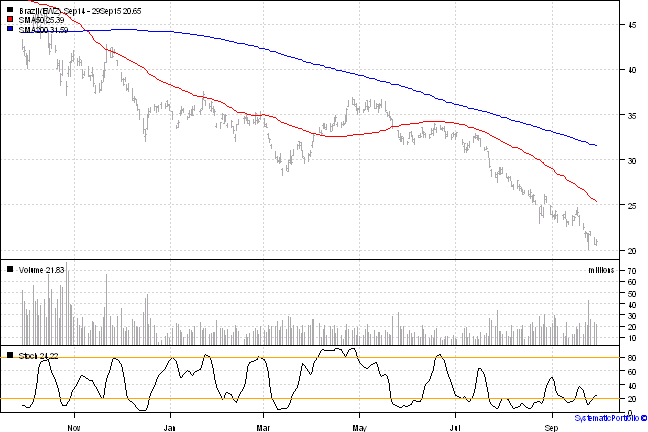 Brazil (EWZ) Sep14 - 29Sep15 20.65
SMA50 25.39
SMA200 31.59
45
40
35
30
25
20
Volume 21.83
millions
70
60
50
40
30
20
10
Stoch 24.22
80
60
40
20
0
Nov
Jan
Mar
May
Jul
Sep
SystematicPortfolio ©